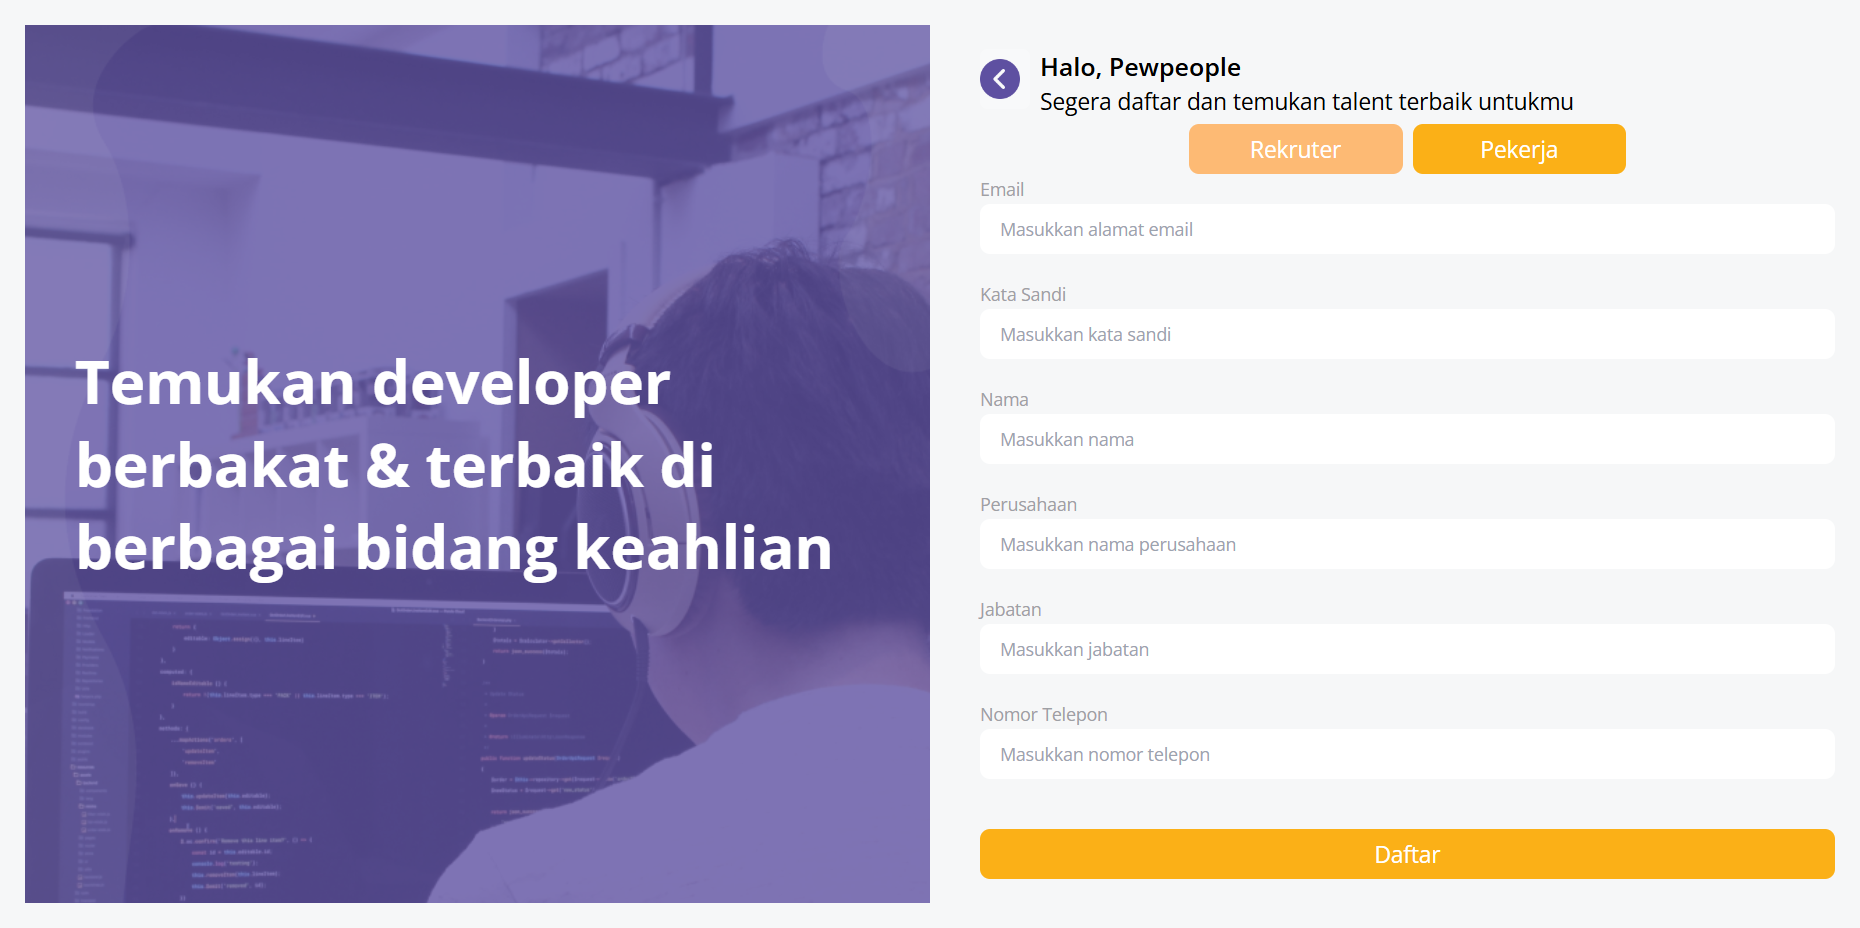 Temukan developer
berbakat & terbaik di
berbagai bidang keahlian
Halo, Pewpeople
Segera daftar dan temukan talent terbaik untukmu
Rekruter
Pekerja
Email
Masukkan alamat email
Kata Sandi
Masukkan kata sandi
Nama
Masukkan nama
Perusahaan
Masukkan nama perusahaan
Jabatan
Masukkan jabatan
Nomor Telepon
Masukkan nomor telepon
Daftar